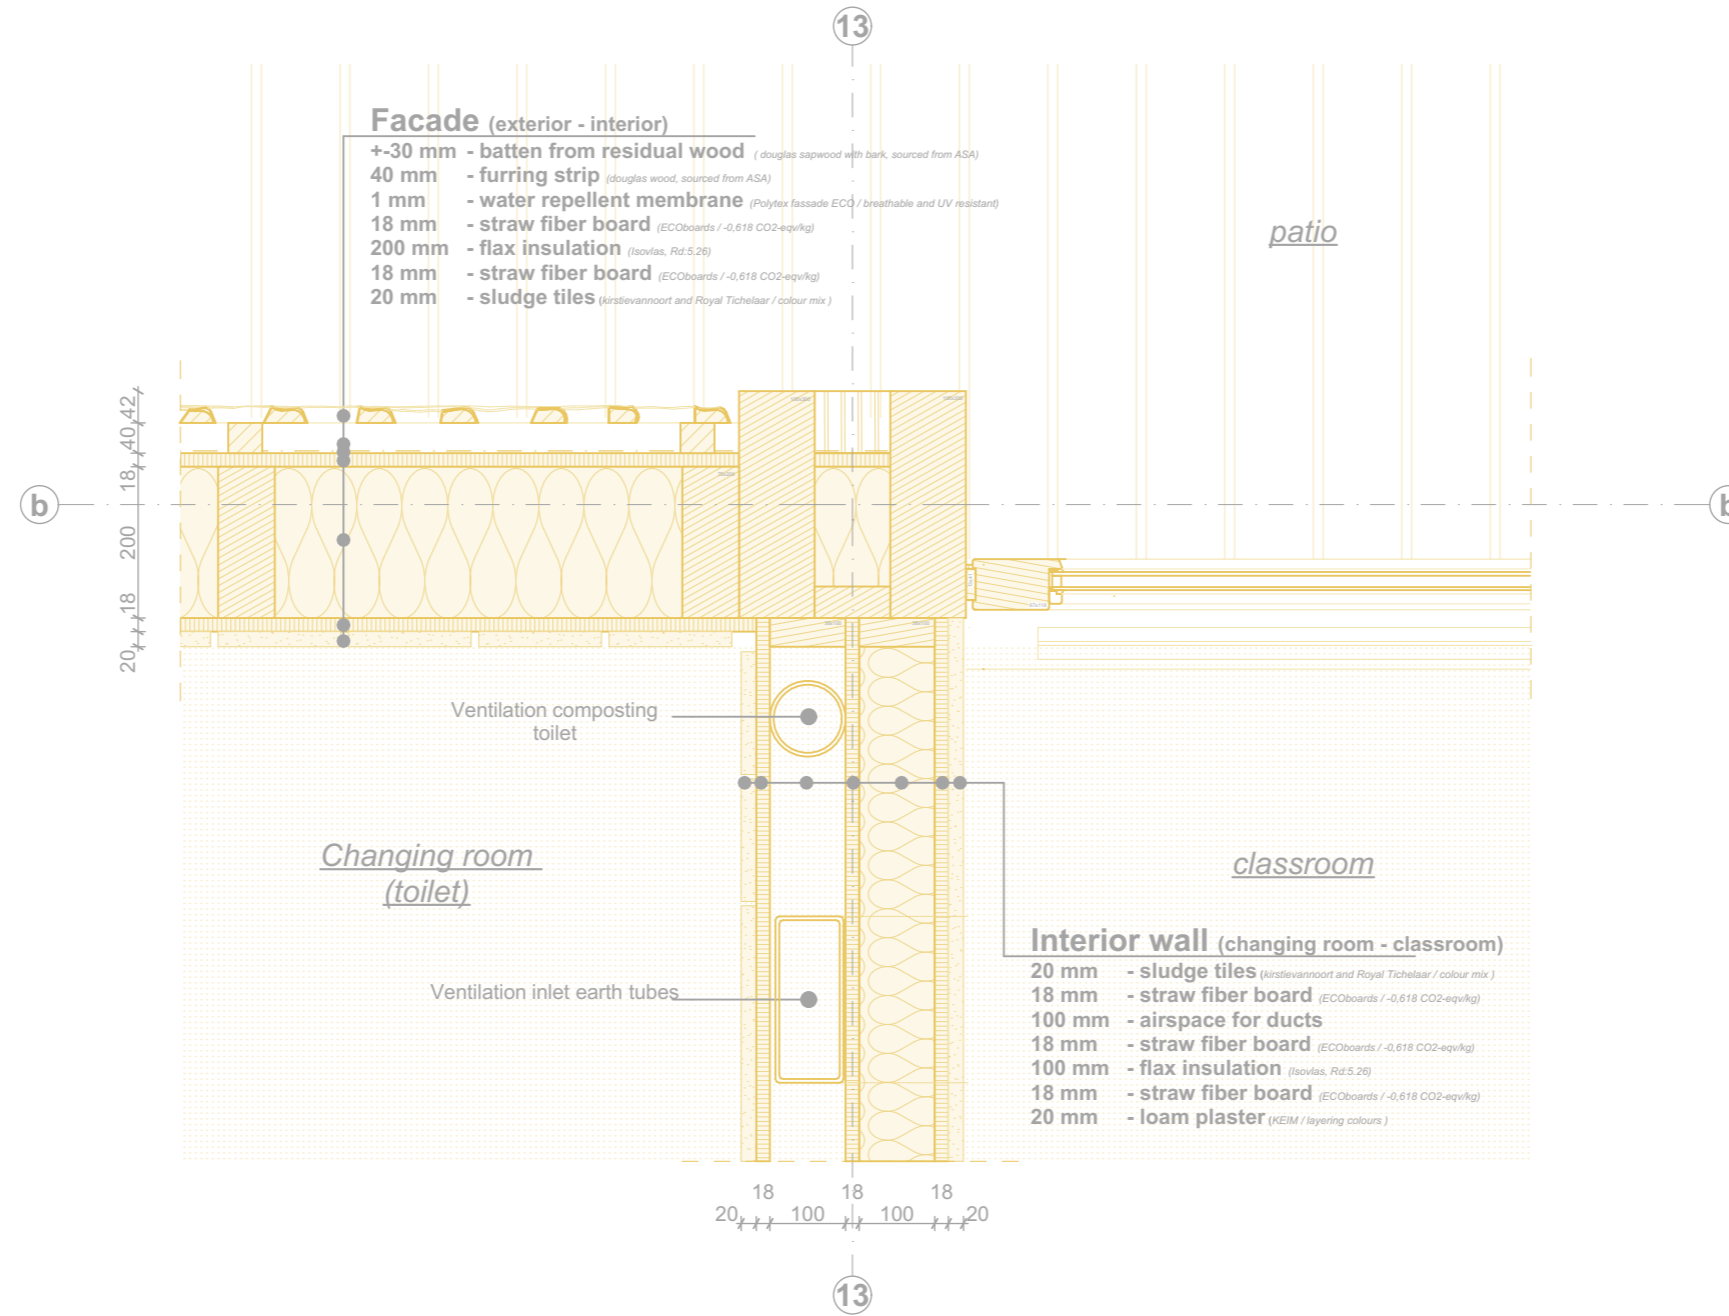 13
Facade (exterior - interior)
+-30 mm - batten from residual wood ( douglas sapwood with bark, sourced from ASA)
40 mm - furring strip (douglas wood, sourced from ASA)
1 mm - water repellent membrane (Polytex fassade ECO / breathable and UV resistant)
18 mm - straw fiber board (ECOboards / -0,618 CO2-eqv/kg)
200 mm - flax insulation (Isovlas, Rd:5.26)
18 mm - straw fiber board (ECOboards / -0,618 CO2-eqv/kg)
20 mm - sludge tiles (kirstievannoort and Royal Tichelaar / colour mix )
patio
42
40
18
200
18
20
b
b
Ventilation composting
toilet
Changing room
(toilet)
classroom
Ventilation inlet earth tubes
Interior wall (changing room - classroom)
20 mm - sludge tiles (kirstievannoort and Royal Tichelaar / colour mix )
18 mm - straw fiber board (ECOboards / -0,618 CO2-eqv/kg)
100 mm - airspace for ducts
18 mm - straw fiber board (ECOboards / -0,618 CO2-eqv/kg)
100 mm - flax insulation (Isovlas, Rd:5.26)
18 mm - straw fiber board (ECOboards / -0,618 CO2-eqv/kg)
20 mm - loam plaster (KEIM / layering colours )
18 18 18
20 100 100 20
13